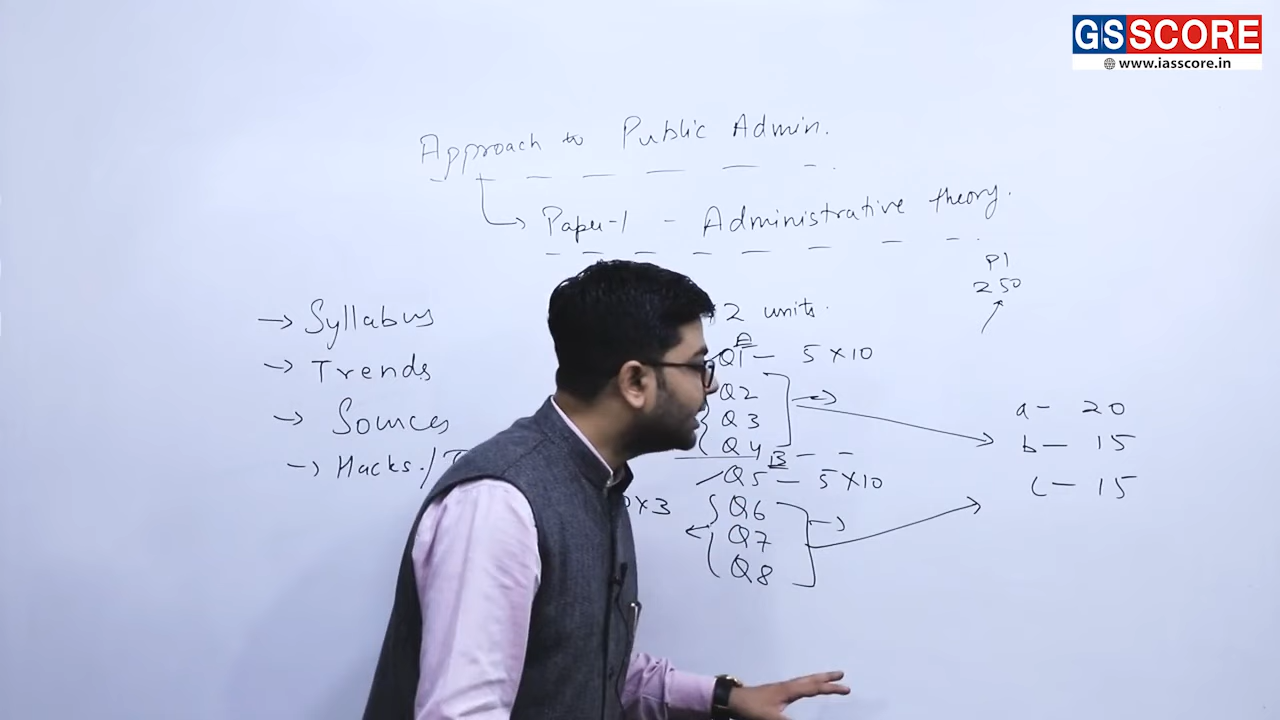 GSSCORE
www.iasscore.in
Approach to Public Admin.
Paper-1 - Administrative theory.
P1
250
→ Syllabus
→ Trends
→ Sources
→ Hacks./
2 units.
A
Q1 - 5 x 10
Q2
Q3
Q4
B
Q5 - 5 x 10
Q6
Q7
Q8
x 3
a - 20
b - 15
c - 15